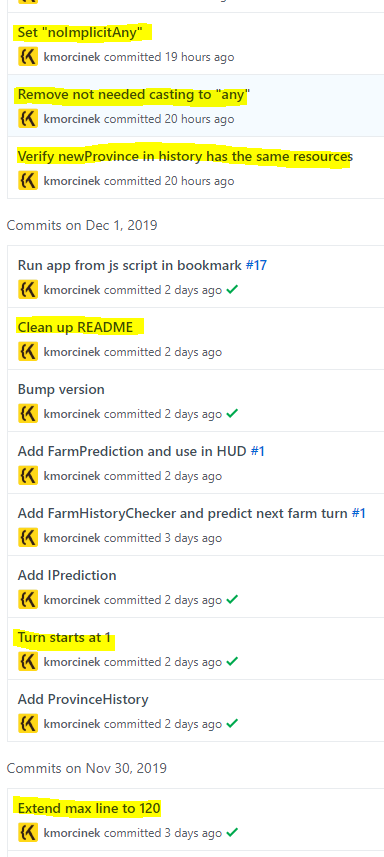 Set "noImplicitAny"
kmorcinek committed 19 hours ago
Remove not needed casting to "any"
kmorcinek committed 20 hours ago
Verify newProvince in history has the same resources
kmorcinek committed 20 hours ago
Commits on Dec 1, 2019
Run app from js script in bookmark #17
kmorcinek committed 2 days ago ✓
Clean up README
kmorcinek committed 2 days ago
Bump version
kmorcinek committed 2 days ago ✓
Add FarmPrediction and use in HUD #1
kmorcinek committed 2 days ago
Add FarmHistoryChecker and predict next farm turn #1
kmorcinek committed 3 days ago
Add IPrediction
kmorcinek committed 2 days ago ✓
Turn starts at 1
kmorcinek committed 2 days ago ✓
Add ProvinceHistory
kmorcinek committed 2 days ago ✓
Commits on Nov 30, 2019
Extend max line to 120
kmorcinek committed 3 days ago ✓